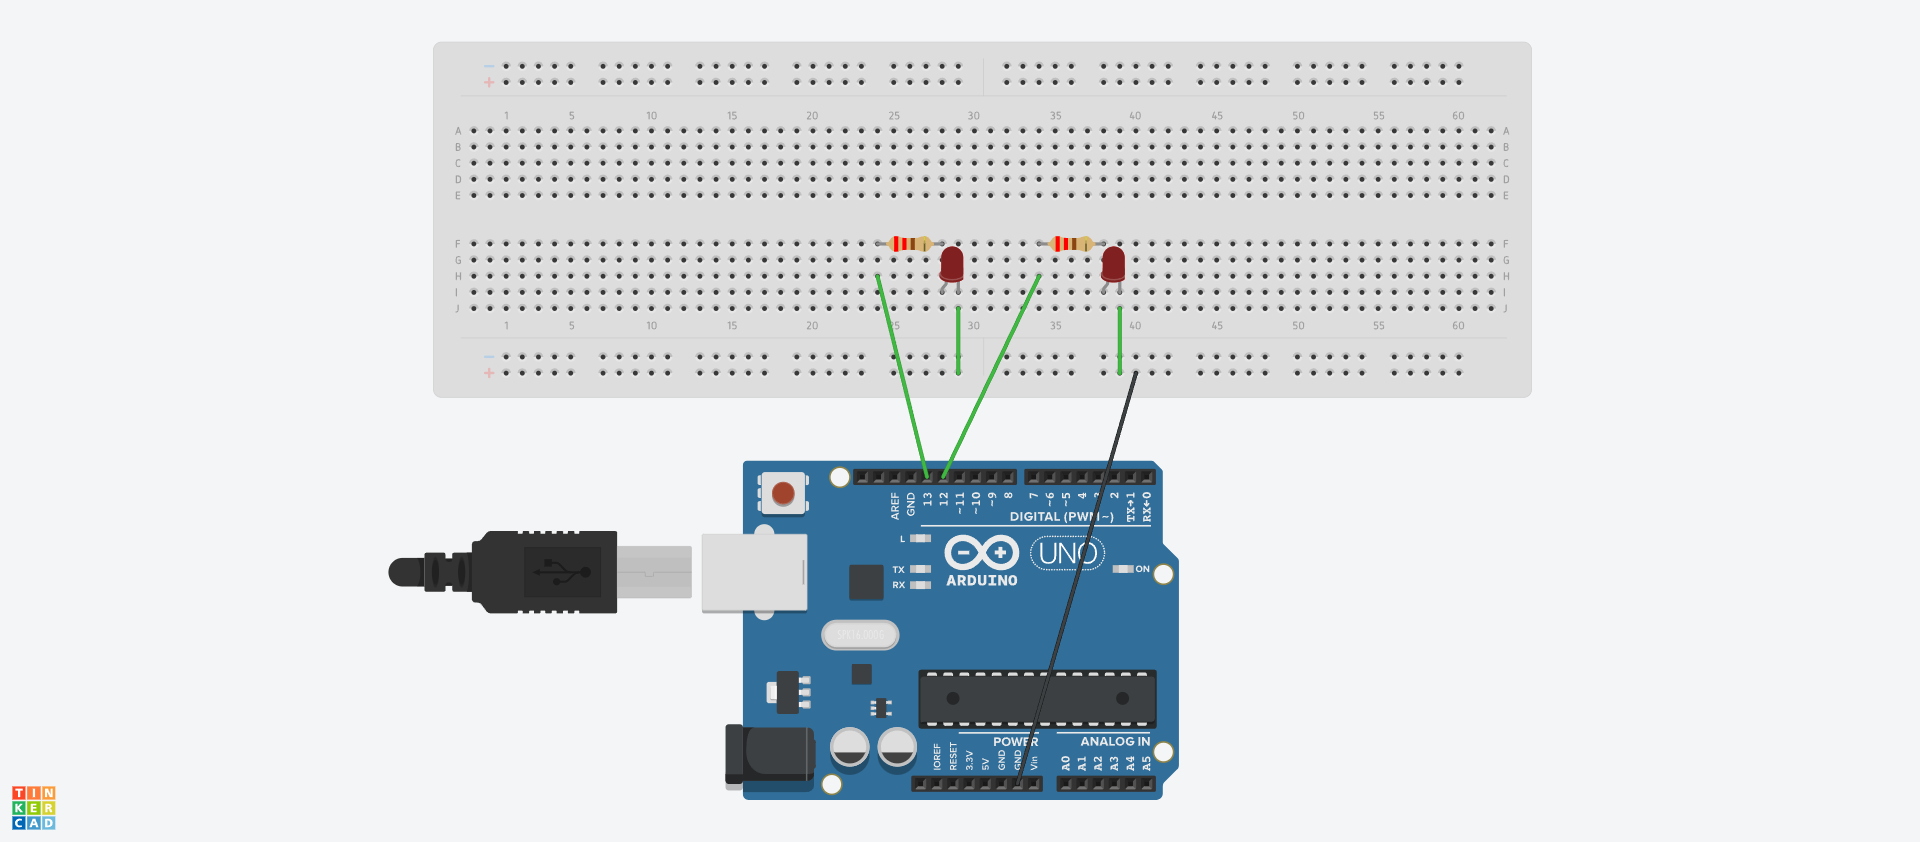 − −
+ +
1 5 10 15 20 25 30 35 40 45 50 55 60
A A
B B
C C
D D
E E
F F
G G
H H
I I
J J
1 5 10 15 20 25 30 35 40 45 50 55 60
−
+
AREF GND 13 12 ~11 ~10 ~9 8 7 ~6 ~5 4 3 2 TX→1 RX←0
DIGITAL (PWM~)
L
TX
RX
ARDUINO
UNO
ON
POWER
ANALOG IN
IOREF RESET 3.3V 5V GND GND Vin A0 A1 A2 A3 A4 A5
TIN
KER
CAD